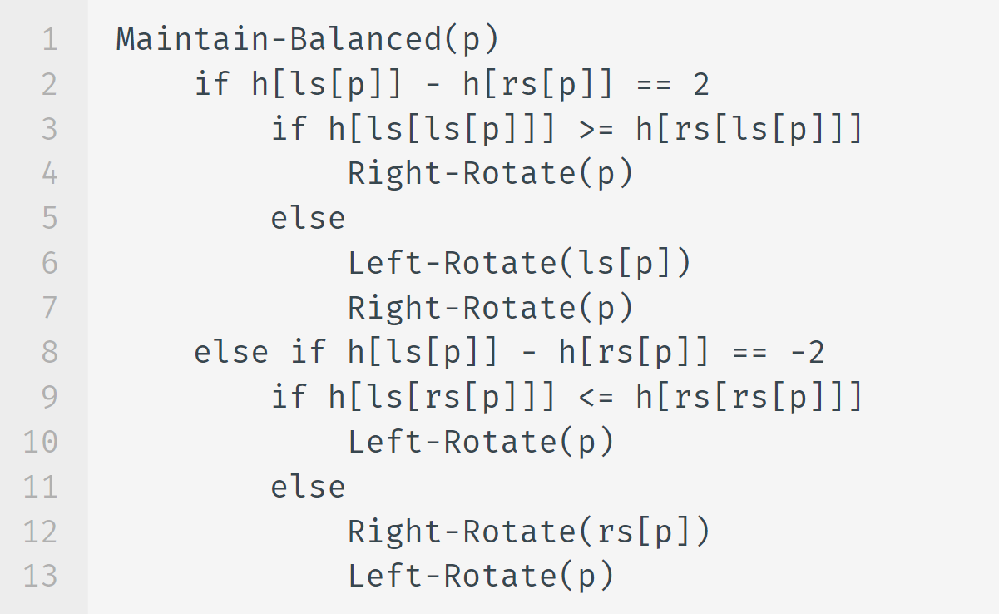 1 Maintain-Balanced(p)
2     if h[ls[p]] - h[rs[p]] == 2
3         if h[ls[ls[p]]] >= h[rs[ls[p]]]
4             Right-Rotate(p)
5         else
6             Left-Rotate(ls[p])
7             Right-Rotate(p)
8     else if h[ls[p]] - h[rs[p]] == -2
9         if h[ls[rs[p]]] <= h[rs[rs[p]]]
10             Left-Rotate(p)
11         else
12             Right-Rotate(rs[p])
13             Left-Rotate(p)